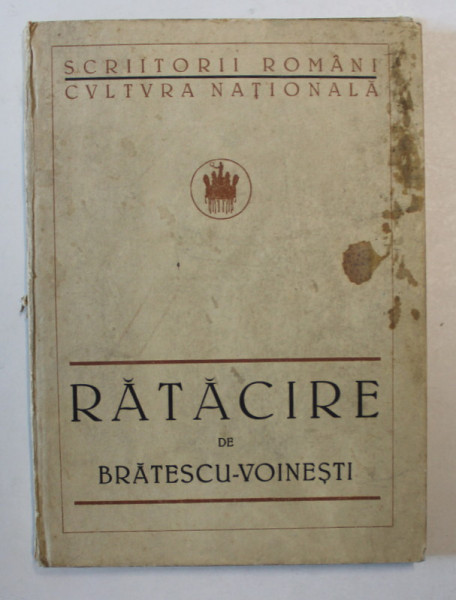 SCRIITORII ROMÂNI
CVLTVRA NAȚIONALĂ
RĂTĂCIRE
DE
BRĂTESCU-VOINEȘTI